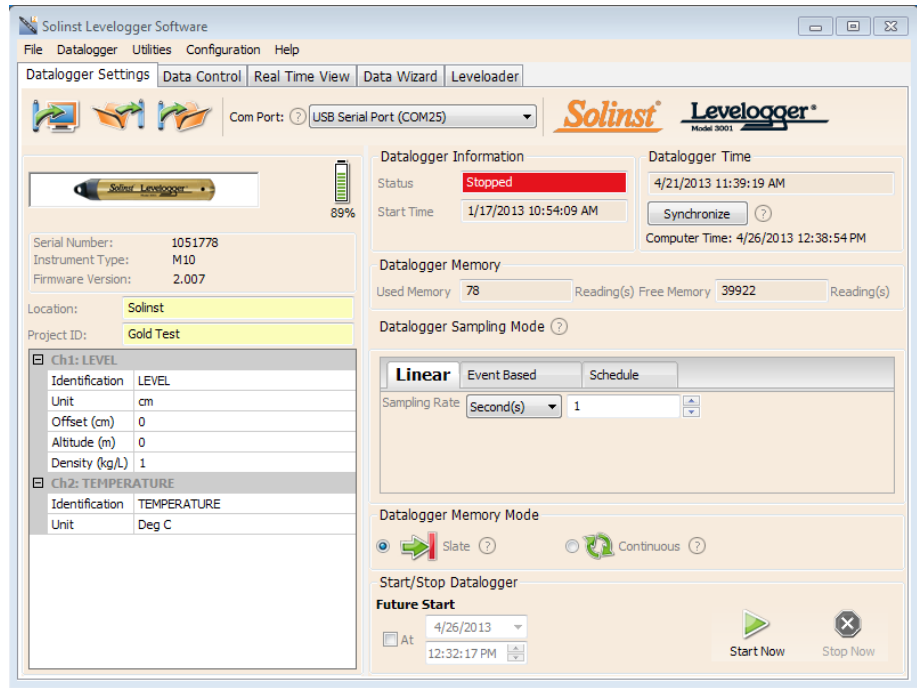 Solinst Levelogger Software
File Datalogger Utilities Configuration Help
Datalogger Settings Data Control Real Time View Data Wizard Leveloader
Com Port: ? USB Serial Port (COM25)
Solinst Levelogger
Model 3001
Solinst Levelogger
89%
Serial Number: 1051778
Instrument Type: M10
Firmware Version: 2.007
Location: Solinst
Project ID: Gold Test
Ch1: LEVEL
Identification LEVEL
Unit cm
Offset (cm) 0
Altitude (m) 0
Density (kg/L) 1
Ch2: TEMPERATURE
Identification TEMPERATURE
Unit Deg C
Datalogger Information
Status Stopped
Start Time 1/17/2013 10:54:09 AM
Datalogger Time
4/21/2013 11:39:19 AM
Synchronize ?
Computer Time: 4/26/2013 12:38:54 PM
Datalogger Memory
Used Memory 78 Reading(s) Free Memory 39922 Reading(s)
Datalogger Sampling Mode ?
Linear Event Based Schedule
Sampling Rate Second(s) 1
Datalogger Memory Mode
Slate ? Continuous ?
Start/Stop Datalogger
Future Start
At 4/26/2013
12:32:17 PM
Start Now Stop Now